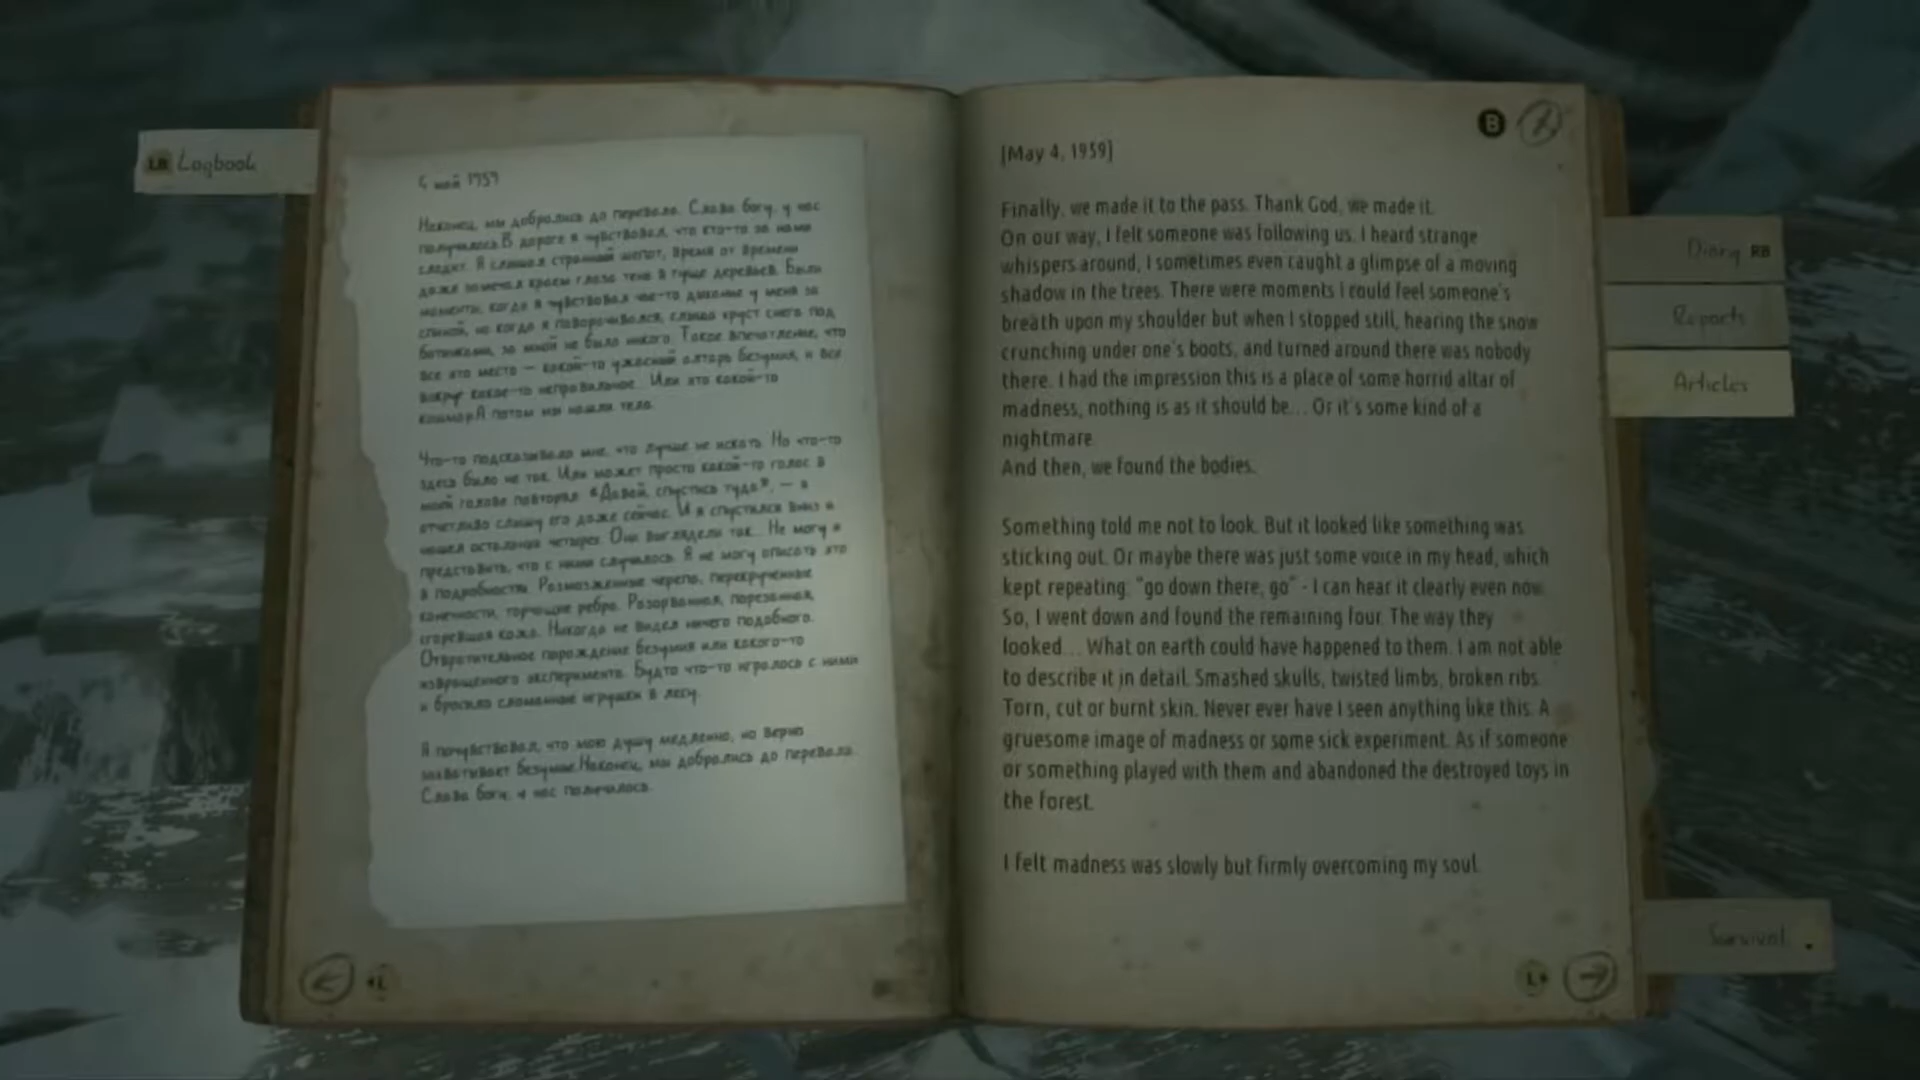 LB Logbook
4 май 1959
Наконец, мы добрались до перевала. Слава богу, у нас
получилось.В дороге я чувствовал, что кто-то за нами
следит. Я слышал странный шепот, время от времени
даже замечал краем глаза тени в гуще деревьев. Были
моменты, когда я чувствовал чье-то дыхание у меня за
спиной, но когда я поворачивался, слыша хруст снега под
ботинками, за мной не было никого. Такое впечатление, что
все это место – какой-то ужасный алтарь безумия, и все
вокруг какое-то неправильное... Или это какой-то
кошмар.А потом мы нашли тела.
Что-то подсказывало мне, что лучше не искать. Но что-то
здесь было не так. Или может просто какой-то голос в
моей голове повторял: «Давай, спустись туда», – я
отчетливо слышу его даже сейчас. И я спустился вниз и
нашел остальных четырех. Они выглядели так... Не могу и
представить, что с ними случилось. Я не могу описать это
в подробностях. Размозженные черепа, перекрученные
конечности, торчащие ребра. Разорванная, порезанная,
сгоревшая кожа. Никогда не видел ничего подобного.
Отвратительное порождение безумия или какого-то
извращенного эксперимента. Будто что-то игралось с ними
и бросило сломанные игрушки в лесу.
Я почувствовал, что мою душу медленно, но верно
захватывает безумие.Наконец, мы добрались до перевала.
Слава богу, у нас получилось.
L
B
[May 4, 1959]
Finally, we made it to the pass. Thank God, we made it.
On our way, I felt someone was following us. I heard strange
whispers around, I sometimes even caught a glimpse of a moving
shadow in the trees. There were moments I could feel someone's
breath upon my shoulder but when I stopped still, hearing the snow
crunching under one's boots, and turned around there was nobody
there. I had the impression this is a place of some horrid altar of
madness, nothing is as it should be... Or it's some kind of a
nightmare.
And then, we found the bodies.
Something told me not to look. But it looked like something was
sticking out. Or maybe there was just some voice in my head, which
kept repeating: "go down there, go" - I can hear it clearly even now.
So, I went down and found the remaining four. The way they
looked... What on earth could have happened to them. I am not able
to describe it in detail. Smashed skulls, twisted limbs, broken ribs.
Torn, cut or burnt skin. Never ever have I seen anything like this. A
gruesome image of madness or some sick experiment. As if someone
or something played with them and abandoned the destroyed toys in
the forest.
I felt madness was slowly but firmly overcoming my soul.
L
Diary RB
Reports
Articles
Survival